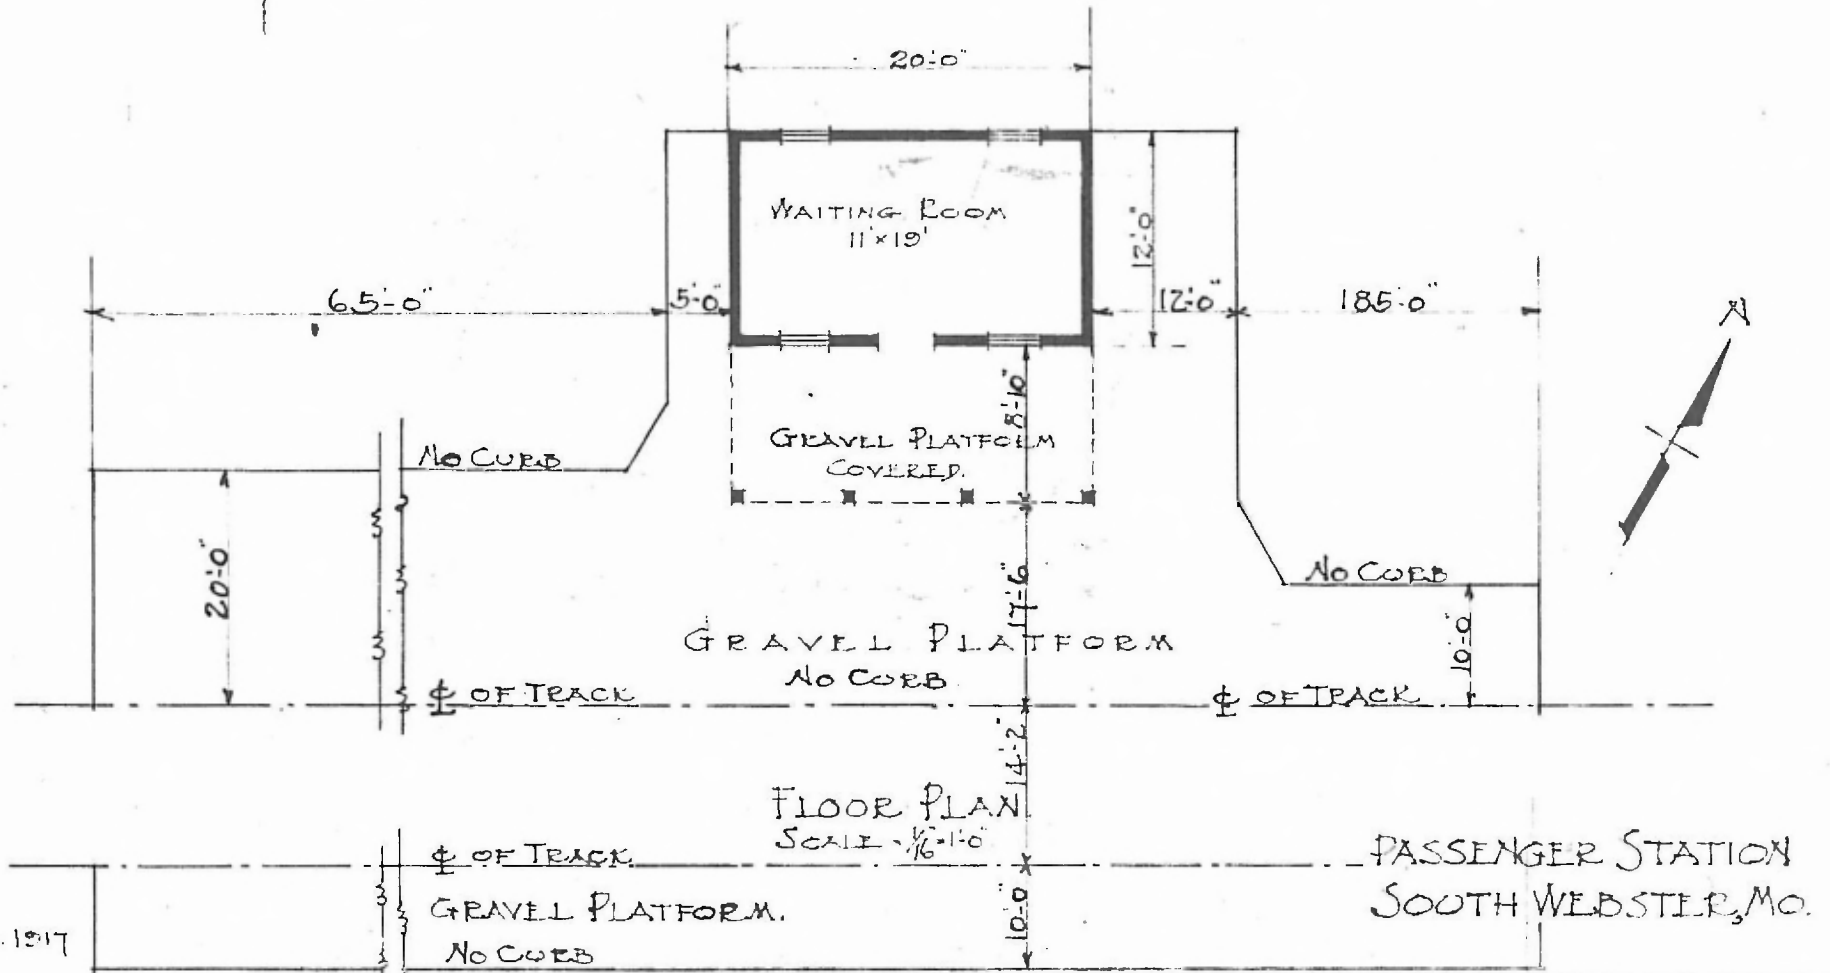 20'-0"
WAITING ROOM
11'x19'
12'-0"
65'-0"
5'-0"
12'-0"
185'-0"
N
8'-10"
GRAVEL PLATFORM
COVERED.
NO CURB
NO CURB
20'-0"
17'-6"
10'-0"
GRAVEL PLATFORM
NO CURB
℄ OF TRACK
℄ OF TRACK
14'-2"
FLOOR PLAN
SCALE - 1/16"=1'-0"
℄ OF TRACK
PASSENGER STATION
SOUTH WEBSTER, MO.
GRAVEL PLATFORM.
10'-0"
1917
NO CURB